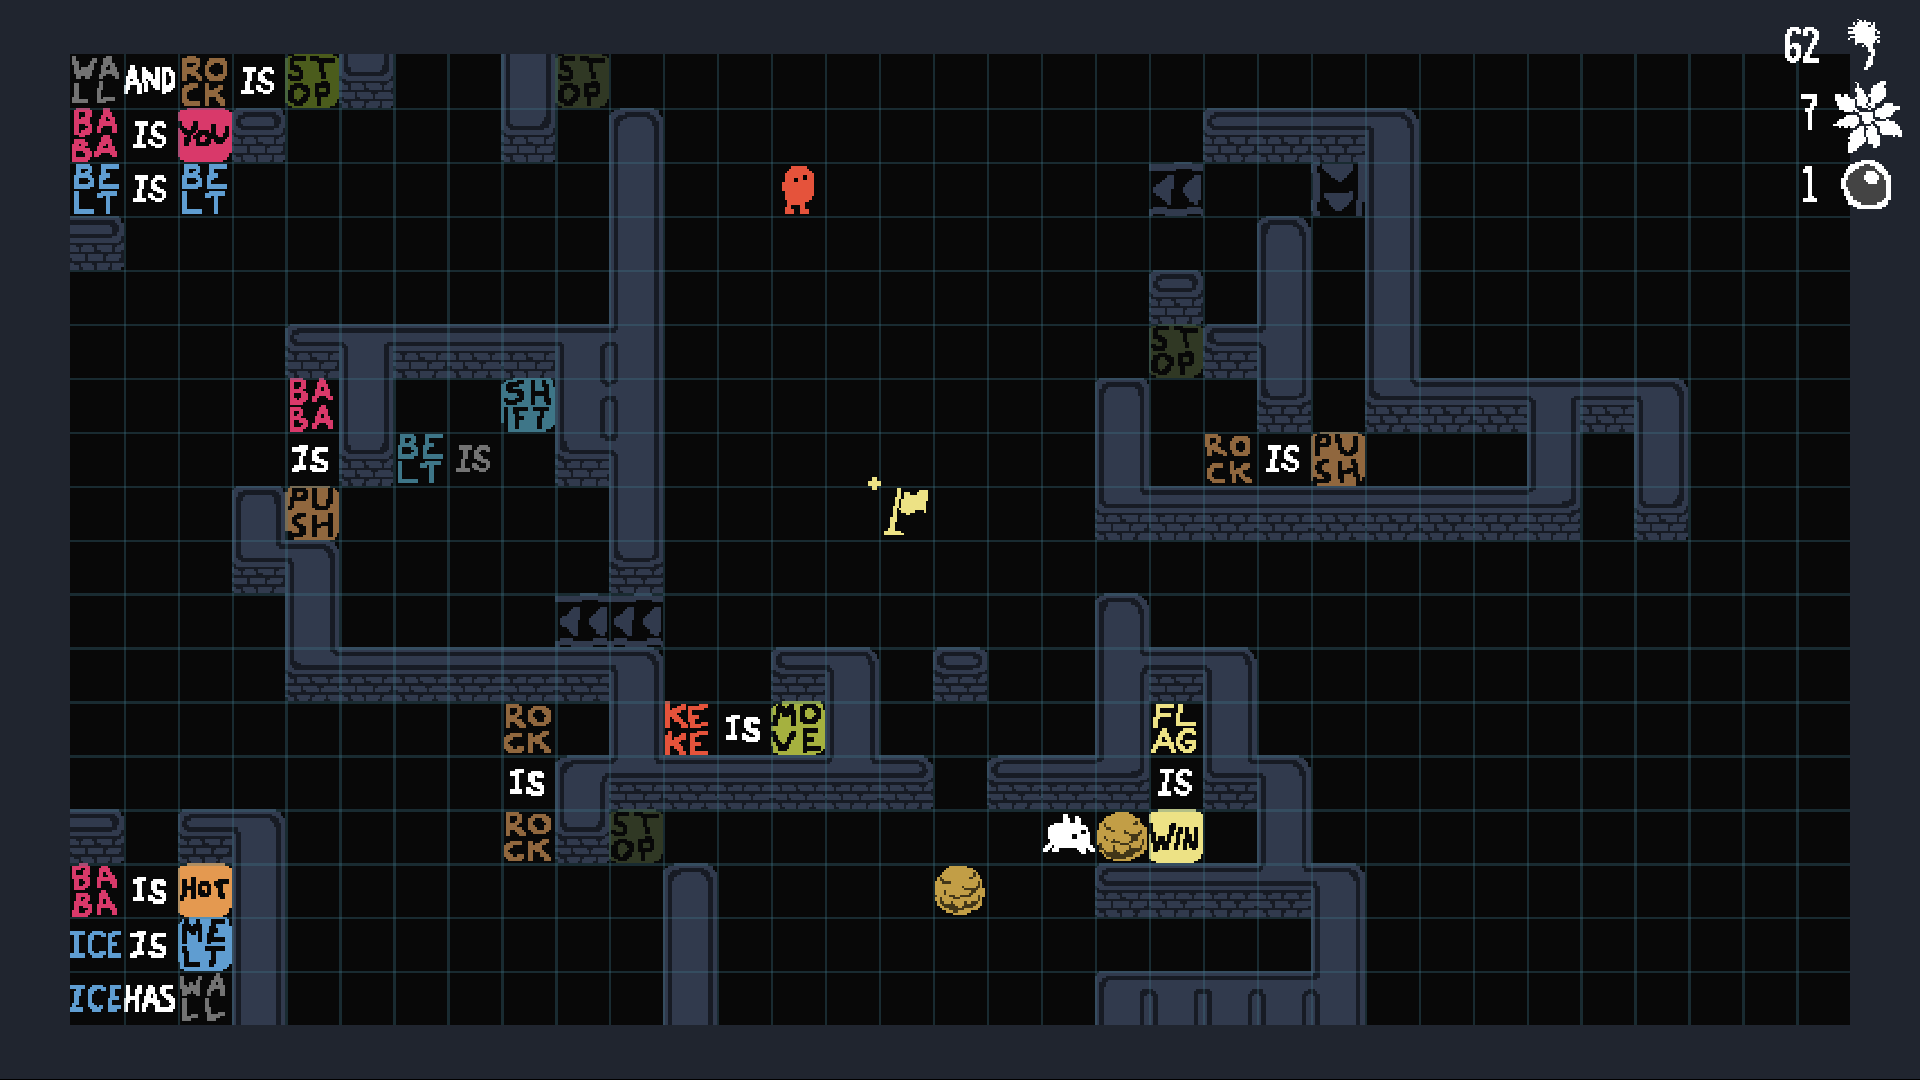 62
WALL AND ROCK IS STOP STOP
BABA IS YOU
7
BELT IS BELT
1
STOP
BABA SHIFT
IS BELT IS ROCK IS PUSH
PUSH
ROCK KEKE IS MOVE FLAG
IS IS
ROCK STOP WIN
BABA IS HOT
ICE IS MELT
ICE HAS WALL